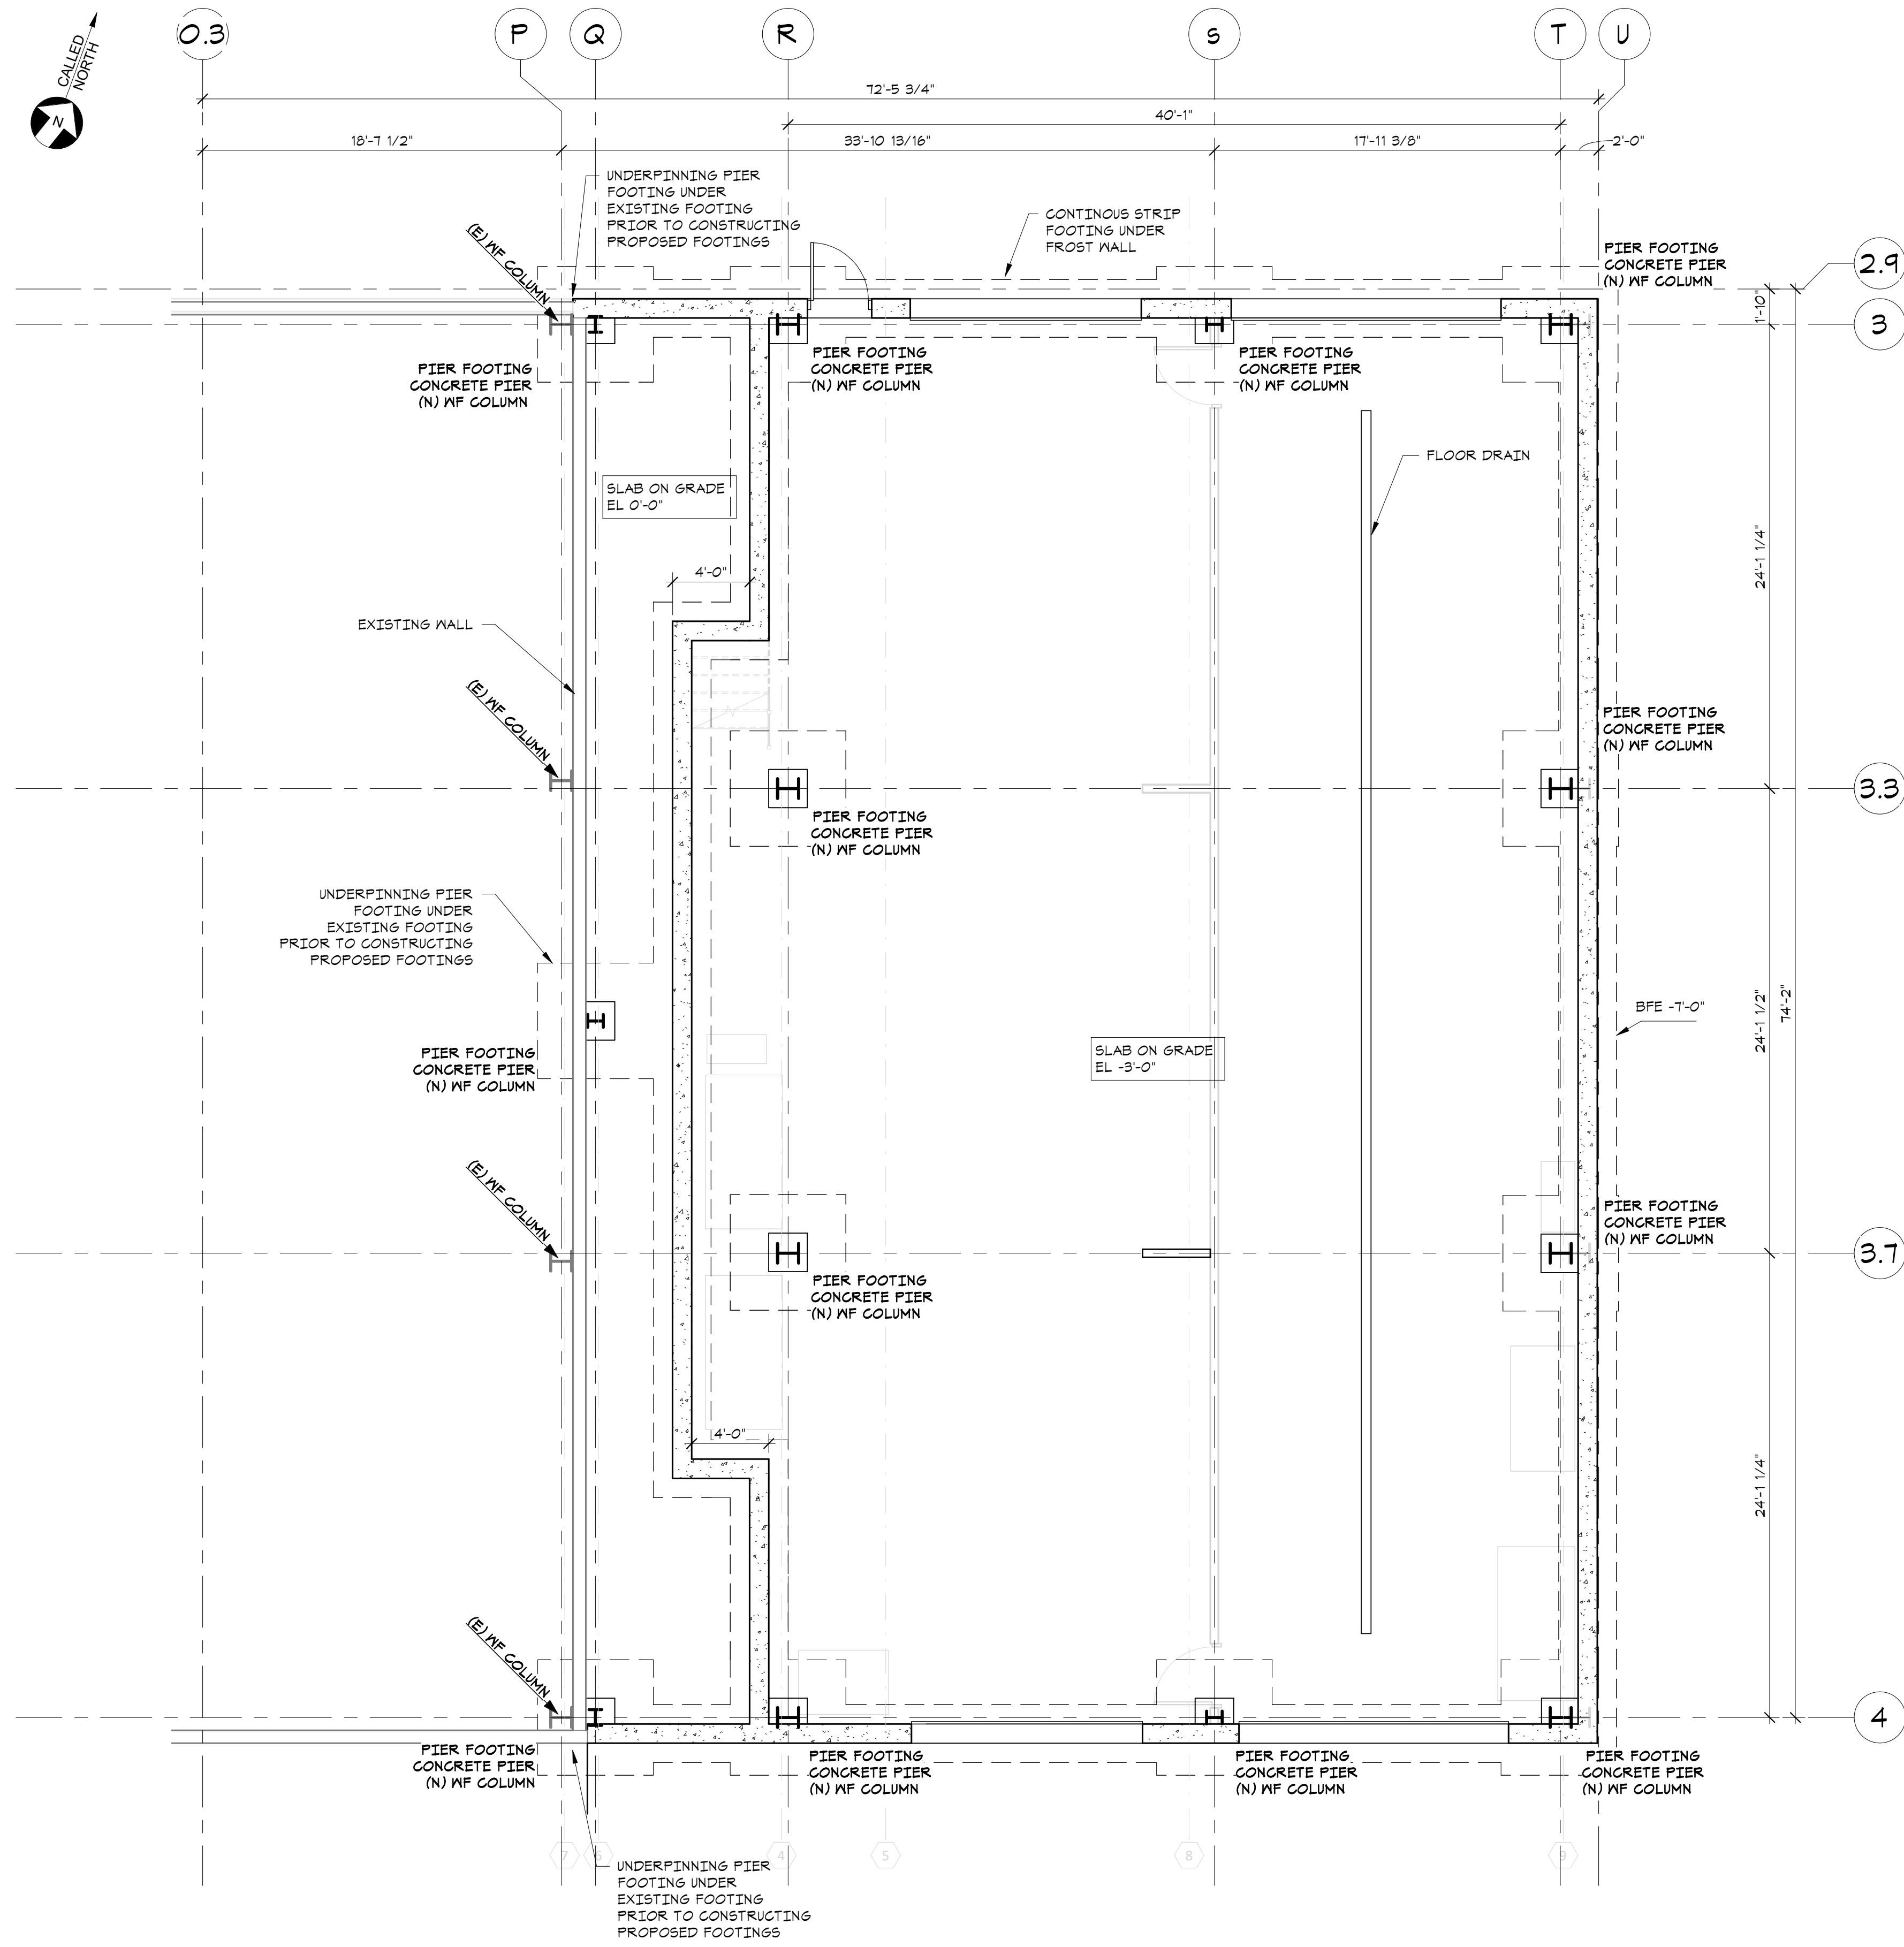 CALLED
NORTH
N
0.3
P
Q
R
S
T
U
72'-5 3/4"
40'-1"
18'-7 1/2"
33'-10 13/16"
17'-11 3/8"
2'-0"
UNDERPINNING PIER
FOOTING UNDER
EXISTING FOOTING
PRIOR TO CONSTRUCTING
PROPOSED FOOTINGS
CONTINOUS STRIP
FOOTING UNDER
FROST WALL
PIER FOOTING
CONCRETE PIER
(N) WF COLUMN
2.9
(E) WF COLUMN
1'-10"
3
PIER FOOTING
CONCRETE PIER
(N) WF COLUMN
PIER FOOTING
CONCRETE PIER
(N) WF COLUMN
PIER FOOTING
CONCRETE PIER
(N) WF COLUMN
FLOOR DRAIN
SLAB ON GRADE
EL 0'-0"
24'-1 1/4"
4'-0"
EXISTING WALL
(E) WF COLUMN
PIER FOOTING
CONCRETE PIER
(N) WF COLUMN
3.3
PIER FOOTING
CONCRETE PIER
(N) WF COLUMN
UNDERPINNING PIER
FOOTING UNDER
EXISTING FOOTING
PRIOR TO CONSTRUCTING
PROPOSED FOOTINGS
BFE -7'-0"
24'-1 1/2"
74'-2"
PIER FOOTING
CONCRETE PIER
(N) WF COLUMN
SLAB ON GRADE
EL -3'-0"
(E) WF COLUMN
PIER FOOTING
CONCRETE PIER
(N) WF COLUMN
3.7
PIER FOOTING
CONCRETE PIER
(N) WF COLUMN
4'-0"
24'-1 1/4"
(E) WF COLUMN
4
PIER FOOTING
CONCRETE PIER
(N) WF COLUMN
PIER FOOTING
CONCRETE PIER
(N) WF COLUMN
PIER FOOTING
CONCRETE PIER
(N) WF COLUMN
PIER FOOTING
CONCRETE PIER
(N) WF COLUMN
7
6
4
5
8
9
UNDERPINNING PIER
FOOTING UNDER
EXISTING FOOTING
PRIOR TO CONSTRUCTING
PROPOSED FOOTINGS